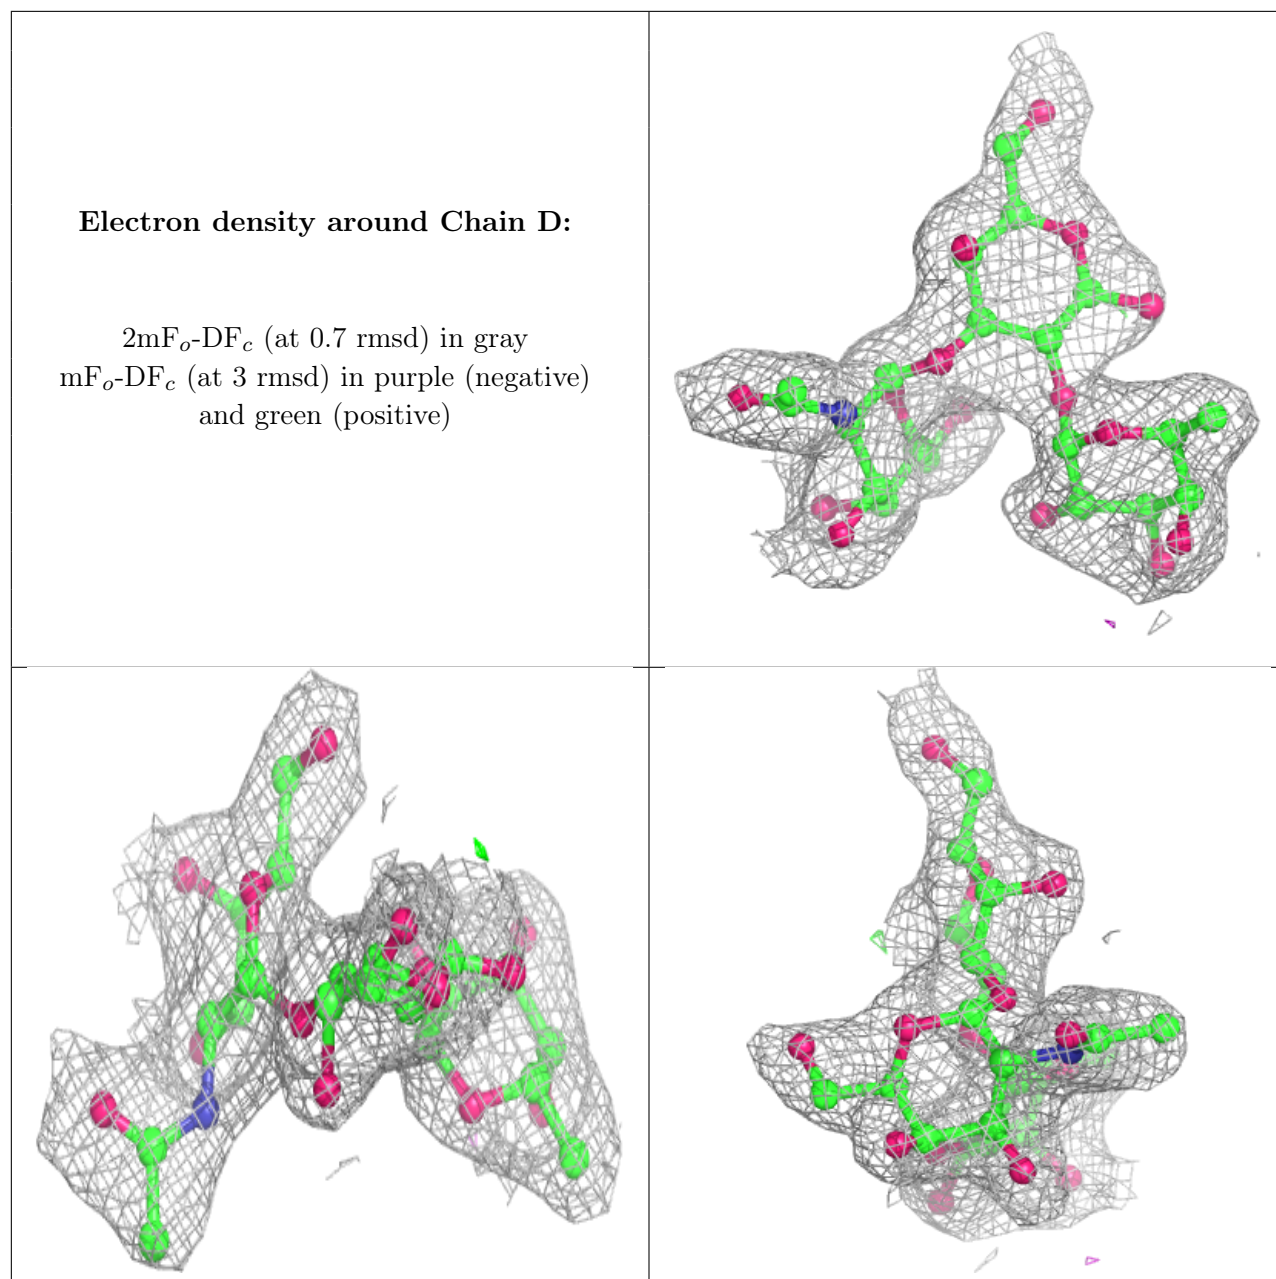 Electron density around Chain D:
2mFo-DFc (at 0.7 rmsd) in gray
mFo-DFc (at 3 rmsd) in purple (negative)
and green (positive)